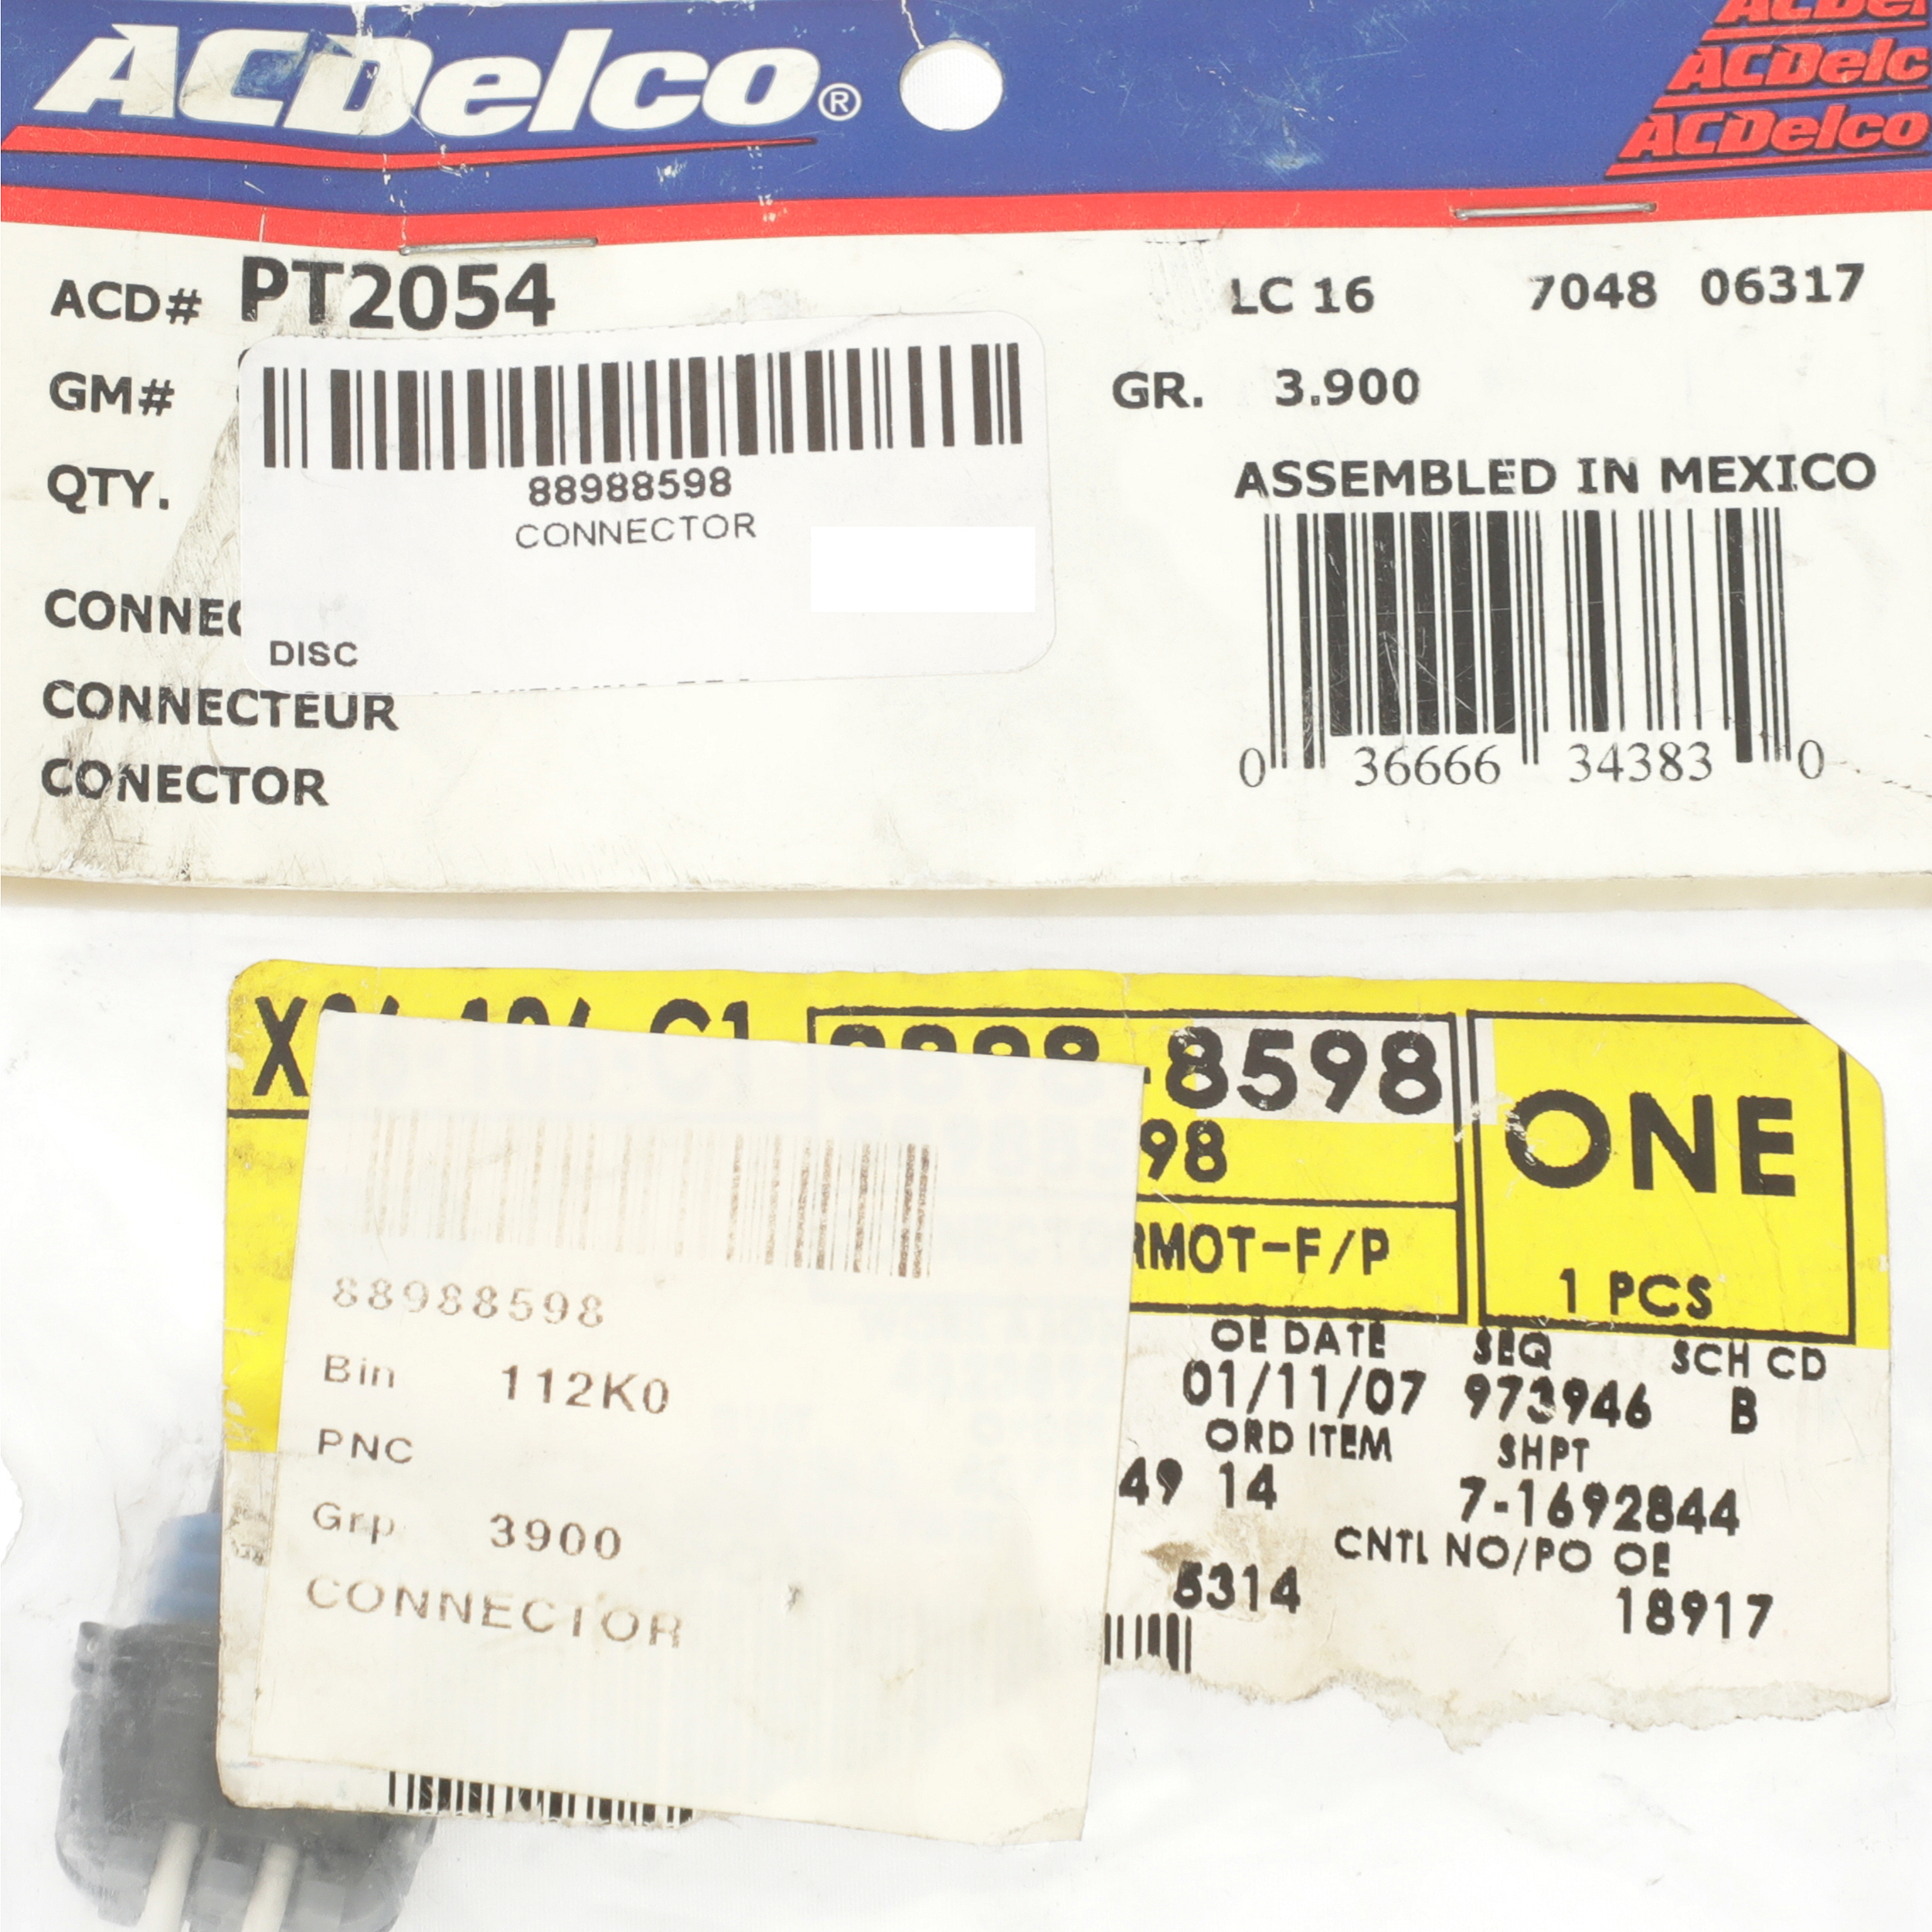 ACDelco®
ACDelc
ACDelco
ACD# PT2054
LC 16 7048 06317
GM#
GR. 3.900
QTY.
88988598
CONNECTOR
DISC
ASSEMBLED IN MEXICO
0 36666 34383 0
CONNECTEUR
CONECTOR
-8598
ONE
98
RMOT-F/P
1 PCS
OE DATE SEQ SCH CD
01/11/07 973946 B
ORD ITEM SHPT
49 14 7-1692844
CNTL NO/PO OE
5314 18917
88988598
Bin 112K0
PNC
Grp 3900
CONNECTOR